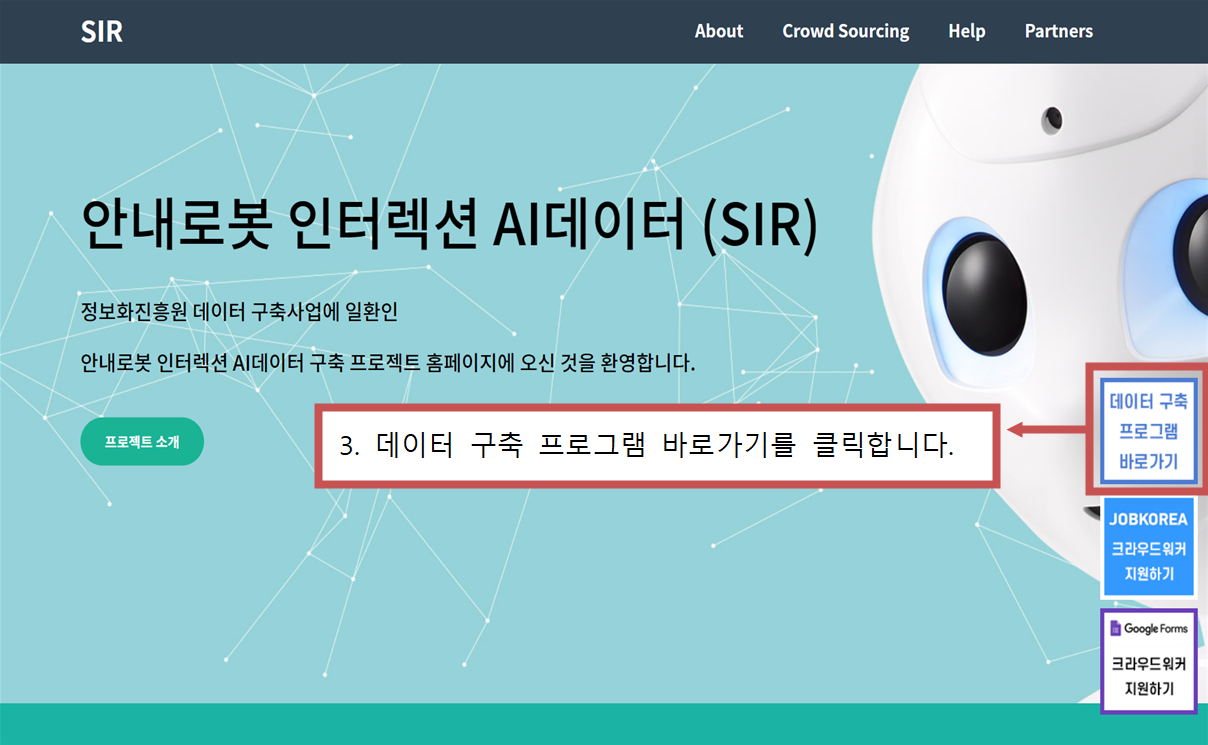 SIR
About
Crowd Sourcing
Help
Partners
안내로봇 인터렉션 AI데이터 (SIR)
정보화진흥원 데이터 구축사업에 일환인
안내로봇 인터렉션 AI데이터 구축 프로젝트 홈페이지에 오신 것을 환영합니다.
프로젝트 소개
3. 데이터 구축 프로그램 바로가기를 클릭합니다.
데이터 구축
프로그램
바로가기
JOBKOREA
크라우드워커
지원하기
Google Forms
크라우드워커
지원하기